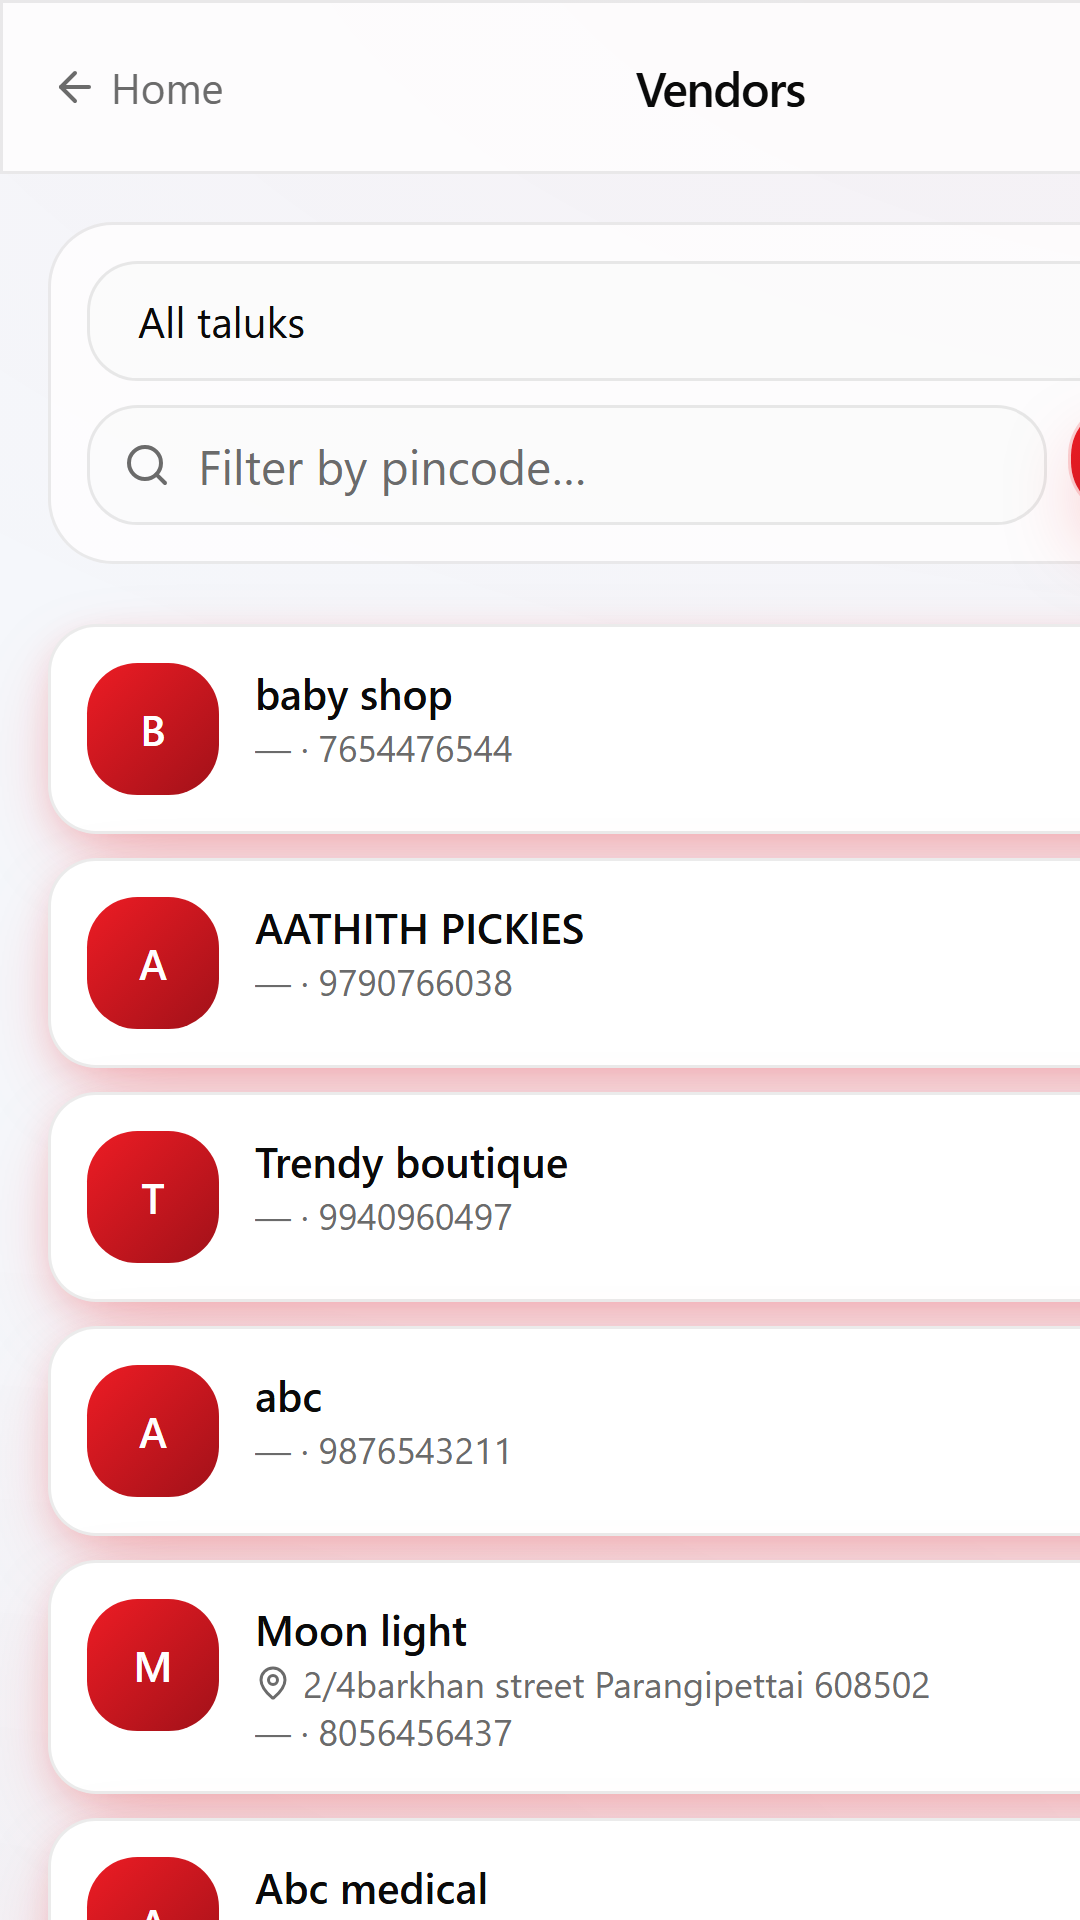 Home
Vendors
All taluks
Filter by pincode...
B
baby shop
— · 7654476544
A
AATHITH PICKlES
— · 9790766038
T
Trendy boutique
— · 9940960497
A
abc
— · 9876543211
M
Moon light
2/4barkhan street Parangipettai 608502
— · 8056456437
A
Abc medical